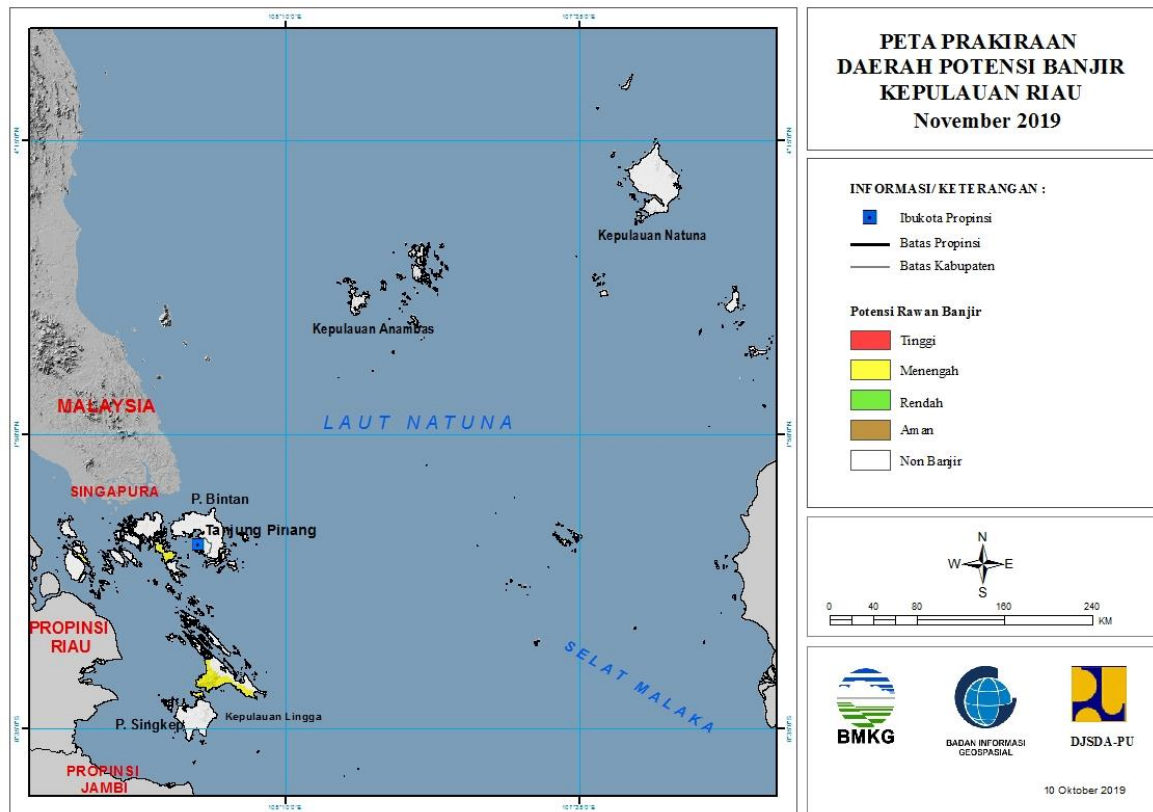 PETA PRAKIRAAN
DAERAH POTENSI BANJIR
KEPULAUAN RIAU
November 2019
INFORMASI/ KETERANGAN :
Ibukota Propinsi
Batas Propinsi
Batas Kabupaten
Potensi Rawan Banjir
Tinggi
Menengah
Rendah
Aman
Non Banjir
N
W E
S
0 40 80 160 240
KM
BMKG
BADAN INFORMASI
GEOSPASIAL
DJSDA-PU
10 Oktober 2019
Kepulauan Natuna
Kepulauan Anambas
MALAYSIA
LAUT NATUNA
SINGAPURA
P. Bintan
Tanjung Pinang
PROPINSI
RIAU
SELAT MALAKA
P. Singkep
Kepulauan Lingga
PROPINSI
JAMBI